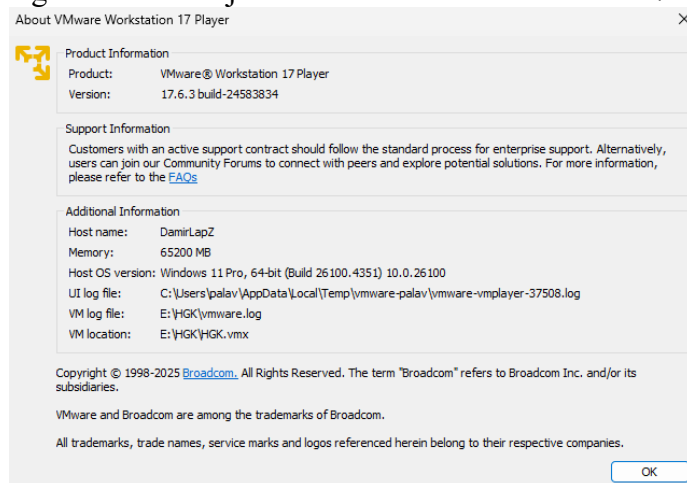 About VMware Workstation 17 Player
Product Information
Product: VMware® Workstation 17 Player
Version: 17.6.3 build-24583834
Support Information
Customers with an active support contract should follow the standard process for enterprise support. Alternatively,
users can join our Community Forums to connect with peers and explore potential solutions. For more information,
please refer to the FAQs
Additional Information
Host name: DamirLapZ
Memory: 65200 MB
Host OS version: Windows 11 Pro, 64-bit (Build 26100.4351) 10.0.26100
UI log file: C:\Users\palav\AppData\Local\Temp\vmware-palav\vmware-vmplayer-37508.log
VM log file: E:\HGK\vmware.log
VM location: E:\HGK\HGK.vmx
Copyright © 1998-2025 Broadcom. All Rights Reserved. The term "Broadcom" refers to Broadcom Inc. and/or its
subsidiaries.
VMware and Broadcom are among the trademarks of Broadcom.
All trademarks, trade names, service marks and logos referenced herein belong to their respective companies.
OK